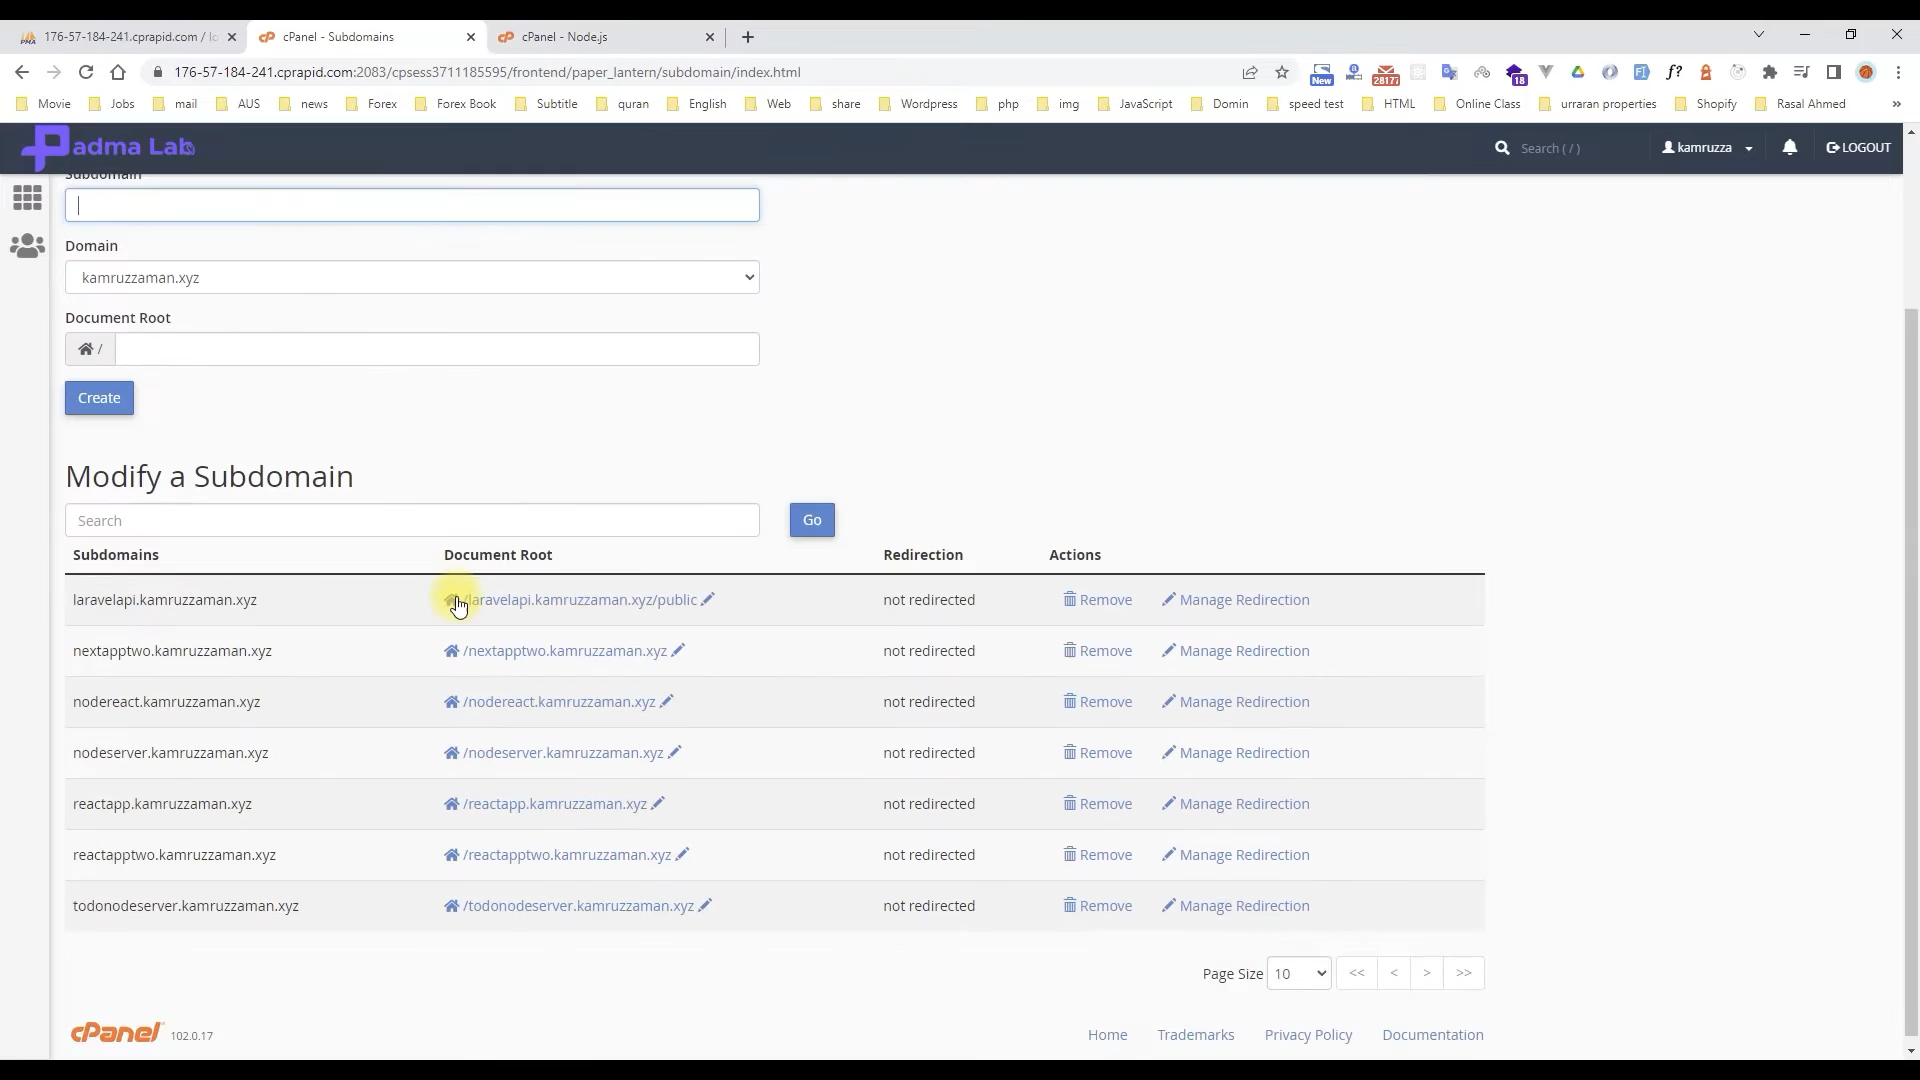 176-57-184-241.cprapid.com / lo
cPanel - Subdomains
cPanel - Node.js
176-57-184-241.cprapid.com:2083/cpsess3711185595/frontend/paper_lantern/subdomain/index.html
New
28177
18
f?
Movie Jobs mail AUS news Forex Forex Book Subtitle quran English Web share Wordpress php img JavaScript Domin speed test HTML Online Class urraran properties Shopify Rasal Ahmed »
Padma Lab
Search ( / )
kamruzza
LOGOUT
Subdomain
Domain
kamruzzaman.xyz
Document Root
/
Create
Modify a Subdomain
Search
Go
Subdomains Document Root Redirection Actions
laravelapi.kamruzzaman.xyz /laravelapi.kamruzzaman.xyz/public not redirected Remove Manage Redirection
nextapptwo.kamruzzaman.xyz /nextapptwo.kamruzzaman.xyz not redirected Remove Manage Redirection
nodereact.kamruzzaman.xyz /nodereact.kamruzzaman.xyz not redirected Remove Manage Redirection
nodeserver.kamruzzaman.xyz /nodeserver.kamruzzaman.xyz not redirected Remove Manage Redirection
reactapp.kamruzzaman.xyz /reactapp.kamruzzaman.xyz not redirected Remove Manage Redirection
reactapptwo.kamruzzaman.xyz /reactapptwo.kamruzzaman.xyz not redirected Remove Manage Redirection
todonodeserver.kamruzzaman.xyz /todonodeserver.kamruzzaman.xyz not redirected Remove Manage Redirection
Page Size 10 << < > >>
cPanel 102.0.17
Home Trademarks Privacy Policy Documentation